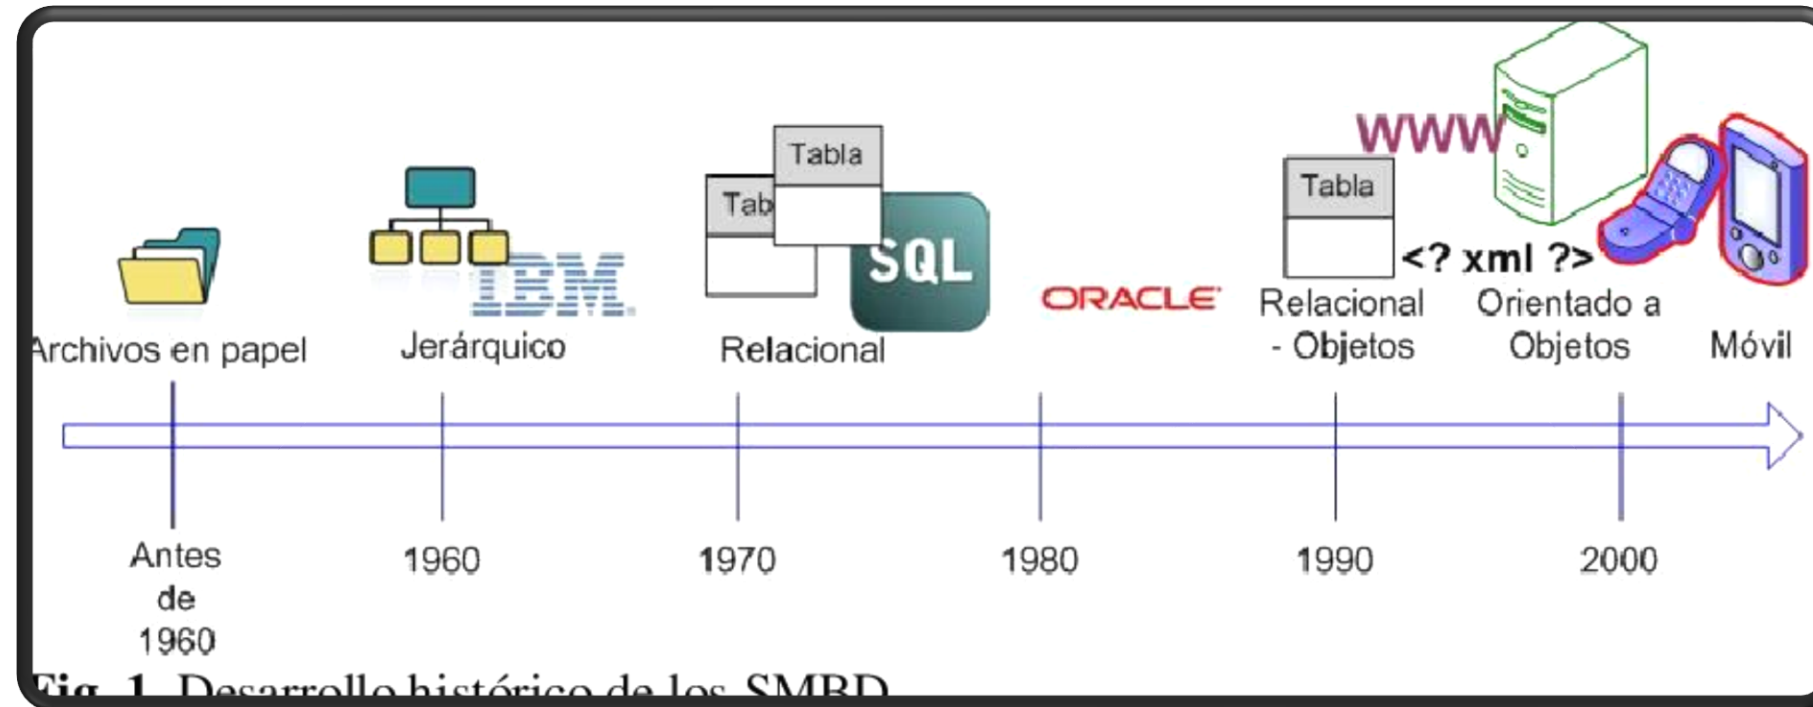 Tabla
Tab
SQL
IBM
ORACLE
WWW
Tabla
<? xml ?>
Archivos en papel
Jerárquico
Relacional
Relacional
- Objetos
Orientado a
Objetos
Móvil
Antes
de
1960
1960
1970
1980
1990
2000
Fig. 1. Desarrollo histórico de los SMBD